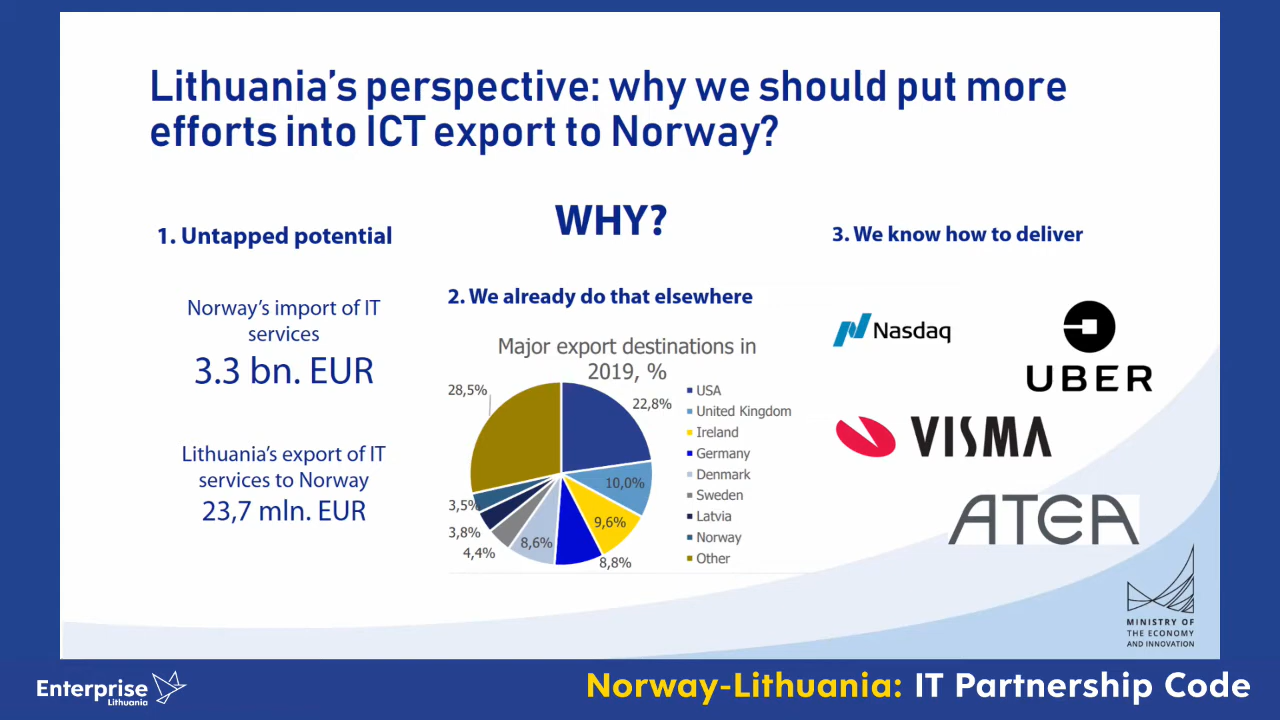 Lithuania's perspective: why we should put more
efforts into ICT export to Norway?
WHY?
1. Untapped potential
Norway's import of IT
services
3.3 bn. EUR
Lithuania's export of IT
services to Norway
23,7 mln. EUR
2. We already do that elsewhere
Major export destinations in
2019, %
28,5%
22,8%
10,0%
9,6%
8,8%
8,6%
4,4%
3,8%
3,5%
USA
United Kingdom
Ireland
Germany
Denmark
Sweden
Latvia
Norway
Other
3. We know how to deliver
Nasdaq
UBER
VISMA
ATEA
MINISTRY OF
THE ECONOMY
AND INNOVATION
Enterprise
Lithuania
Norway-Lithuania: IT Partnership Code